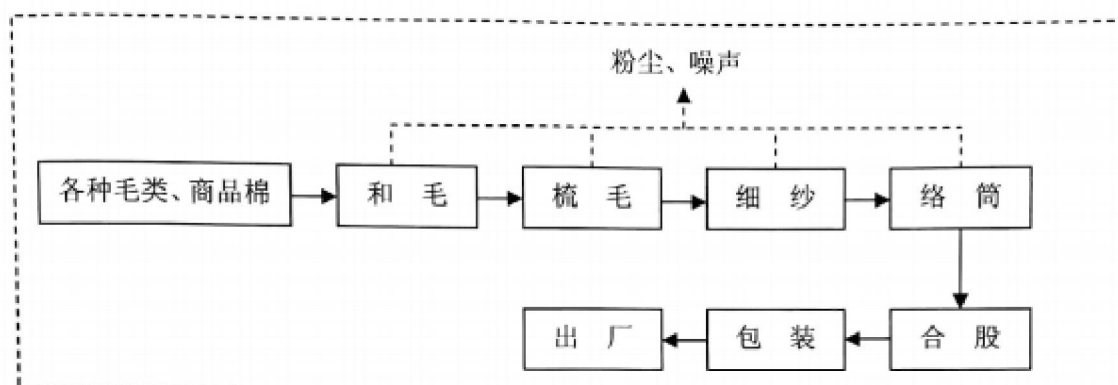 粉尘、噪声
各种毛类、商品棉
和 毛
梳 毛
细 纱
络 筒
合 股
包 装
出 厂